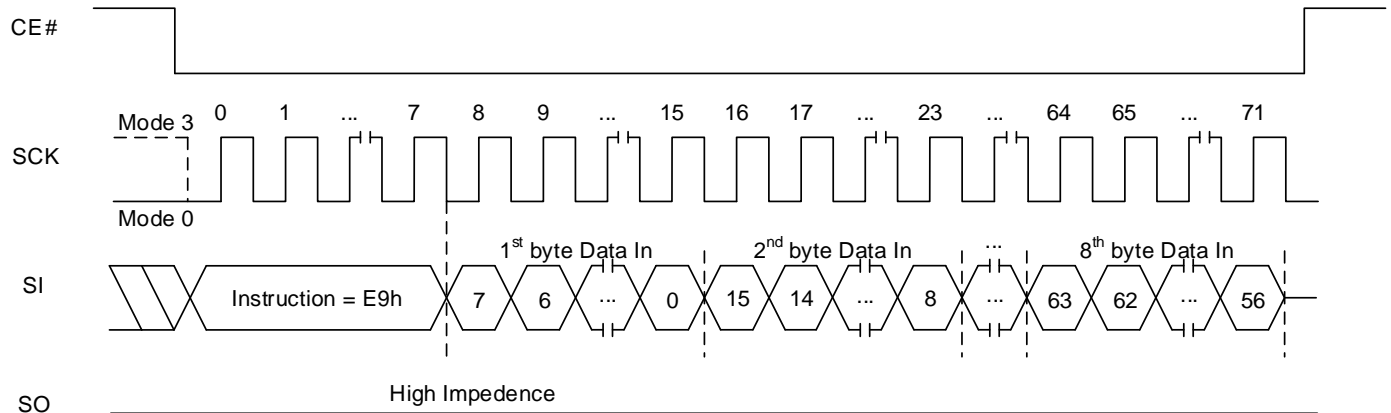 CE#
0 1 ... 7 8 9 ... 15 16 17 ... 23 ... 64 65 ... 71
Mode 3
SCK
Mode 0
1st byte Data In 2nd byte Data In ... 8th byte Data In
SI
Instruction = E9h 7 6 ... 0 15 14 ... 8 ... 63 62 ... 56
High Impedence
SO